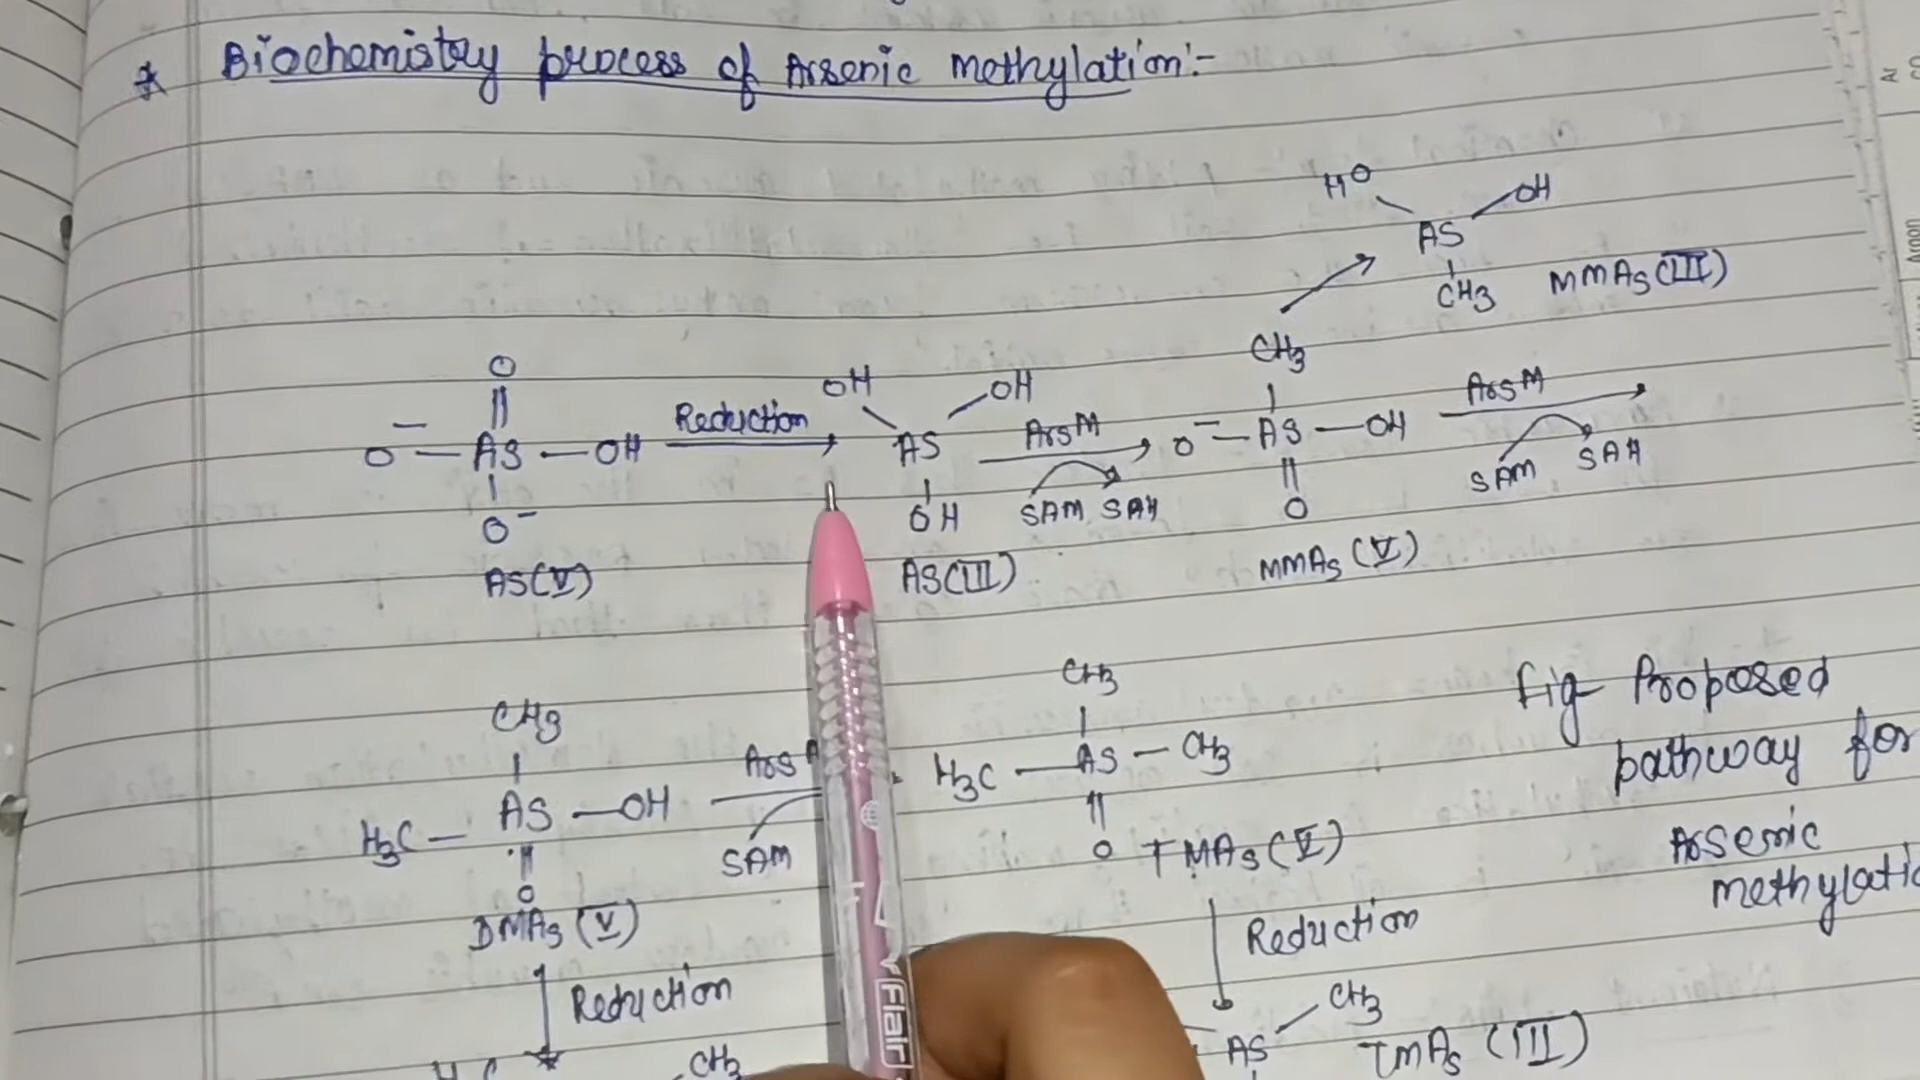 * Biochemistry process of Arsenic methylation:-
HO OH
AS
CH3 MMAs (III)
O
O⁻ — As — OH
O⁻
AS(V)
Reduction
OH OH
AS
OH
AS(III)
ArsM
SAM SAH
CH3
O⁻ — AS — OH
O
MMAs (V)
ArsM
SAM SAH
CH3
H3C — AS — OH
O
DMAs (V)
Reduction
CH3
Ars
SAM
CH3
H3C — AS — CH3
O
TMAs (V)
Reduction
CH3
AS TMAs (III)
Fig Proposed
pathway for
Arsenic
Flair